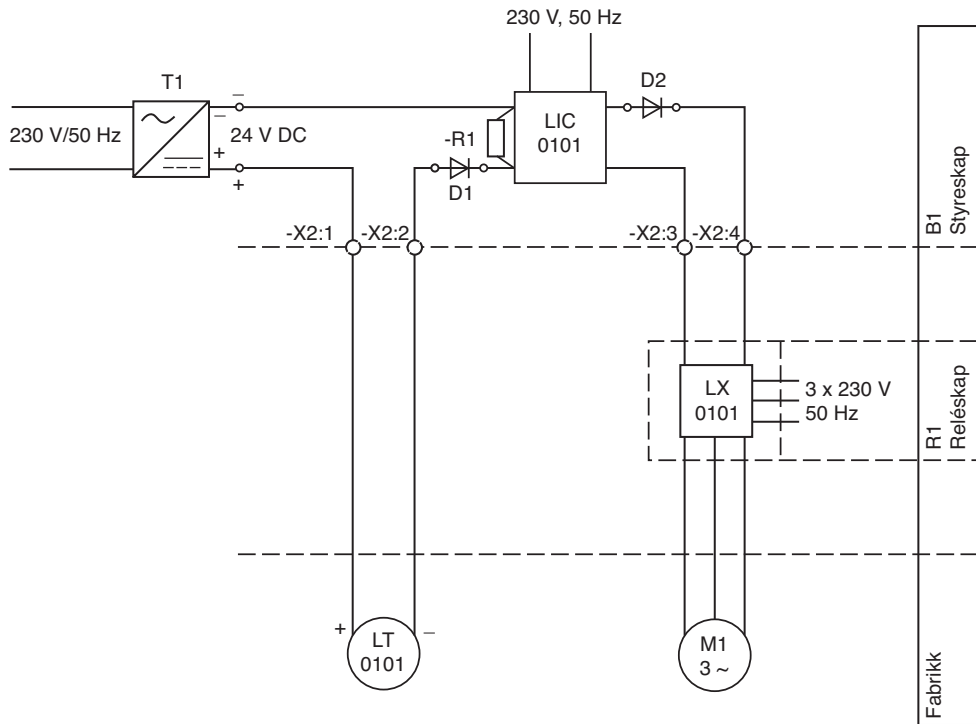 230 V, 50 Hz
T1
D2
230 V/50 Hz
–
–
24 V DC
+
+
-R1
LIC
0101
D1
-X2:1
-X2:2
-X2:3
-X2:4
B1
Styreskap
LX
0101
3 x 230 V
50 Hz
R1
Reléskap
+
LT
0101
–
M1
3 ~
Fabrikk